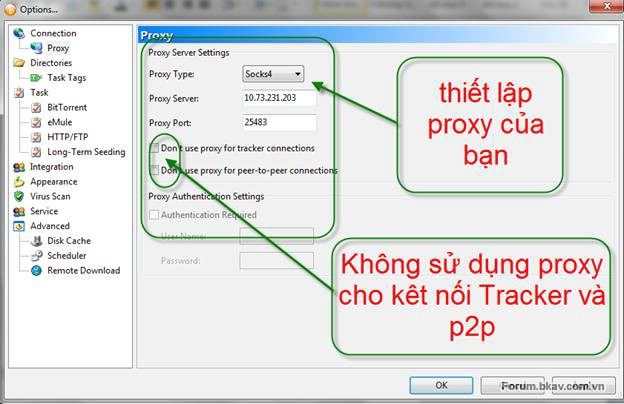 Options...
Connection
Proxy
Directories
Task Tags
Task
BitTorrent
eMule
HTTP/FTP
Long-Term Seeding
Integration
Appearance
Virus Scan
Service
Advanced
Disk Cache
Scheduler
Remote Download
Proxy
Proxy Server Settings
Proxy Type: Socks4
Proxy Server: 10.73.231.203
Proxy Port: 25483
Don't use proxy for tracker connections
Don't use proxy for peer-to-peer connections
Proxy Authentication Settings
Authentication Required
User Name:
Password:
thiết lập
proxy của
bạn
Không sử dụng proxy
cho kêt nối Tracker và
p2p
OK
Forum.bkav.com.vn